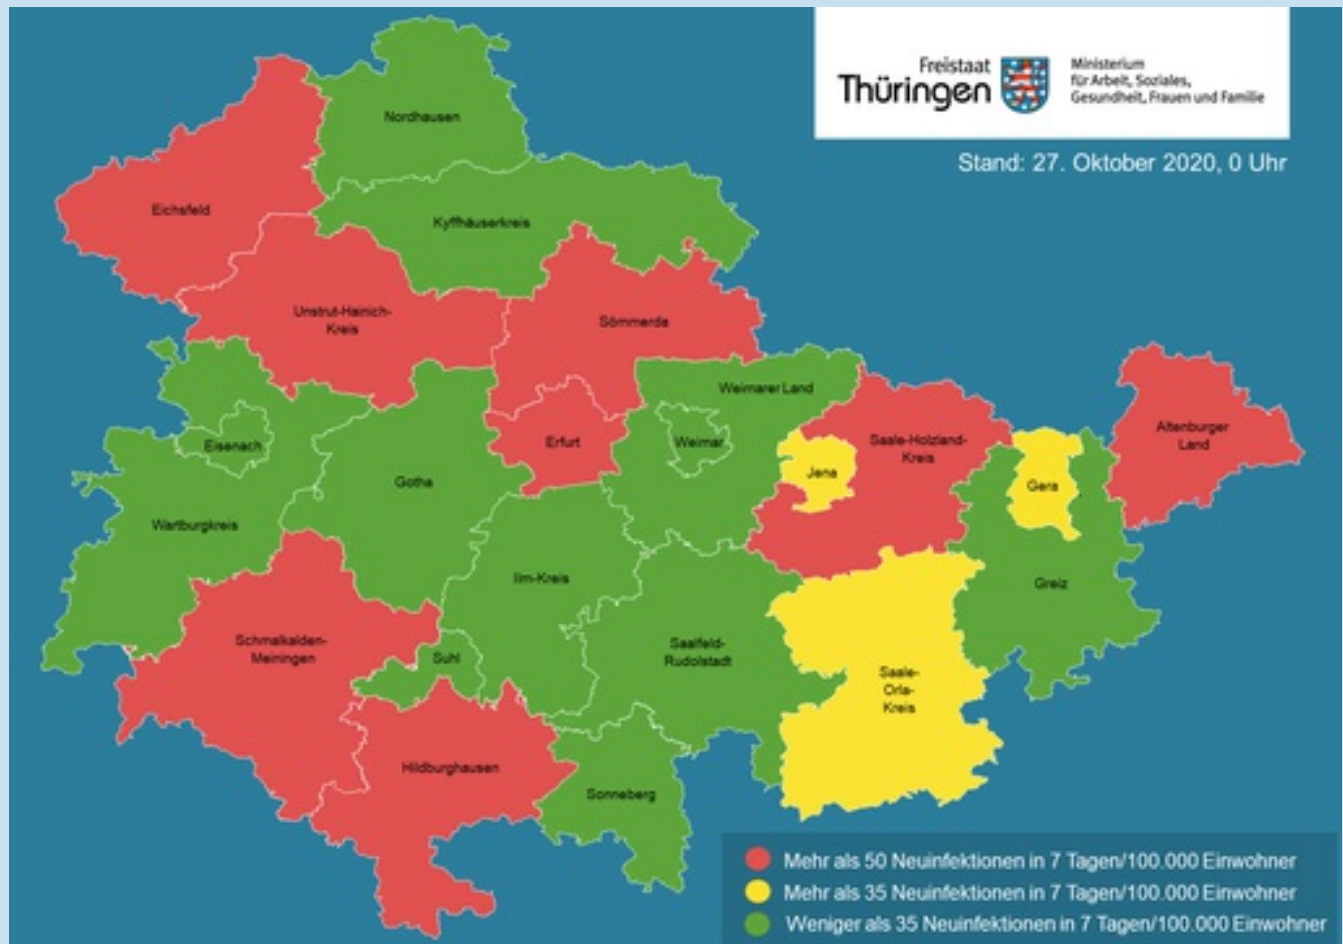 Freistaat
Thüringen
Ministerium
für Arbeit, Soziales,
Gesundheit, Frauen und Familie
Stand: 27. Oktober 2020, 0 Uhr
Nordhausen
Eichsfeld
Kyffhäuserkreis
Unstrut-Hainich-
Kreis
Sömmerda
Weimarer Land
Eisenach
Erfurt
Weimar
Saale-Holzland-
Kreis
Altenburger
Land
Gotha
Jena
Gera
Wartburgkreis
Ilm-Kreis
Greiz
Schmalkalden-
Meiningen
Suhl
Saalfeld-
Rudolstadt
Saale-
Orla-
Kreis
Hildburghausen
Sonneberg
Mehr als 50 Neuinfektionen in 7 Tagen/100.000 Einwohner
Mehr als 35 Neuinfektionen in 7 Tagen/100.000 Einwohner
Weniger als 35 Neuinfektionen in 7 Tagen/100.000 Einwohner